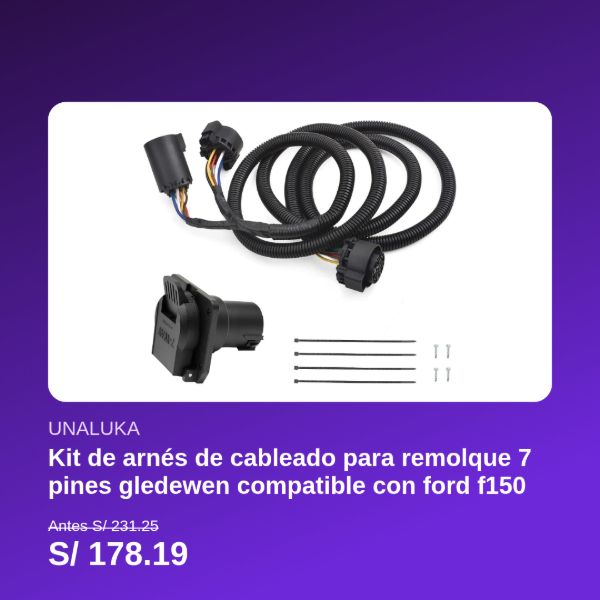 UNALUKA
Kit de arnés de cableado para remolque 7
pines gledewen compatible con ford f150
Antes S/ 231.25
S/ 178.19